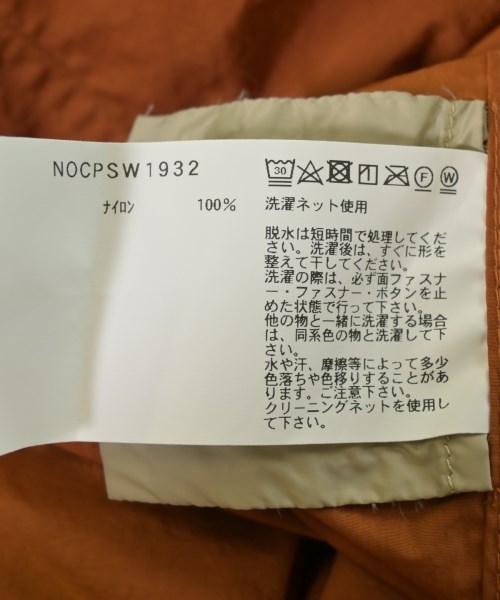 NOCPSW1932
ナイロン 100%
30 F W
洗濯ネット使用
脱水は短時間で処理してくだ
さい。洗濯後は、すぐに形を
整えて干してください。
洗濯の際は、必ず面ファスナ
ー・ファスナー・ボタンを止
めた状態で行って下さい。
他の物と一緒に洗濯する場合
は、同系色の物と洗濯して下
さい。
水や汗、摩擦等によって多少
色落ちや色移りすることがあ
ります。ご注意下さい。
クリーニングネットを使用し
て下さい。